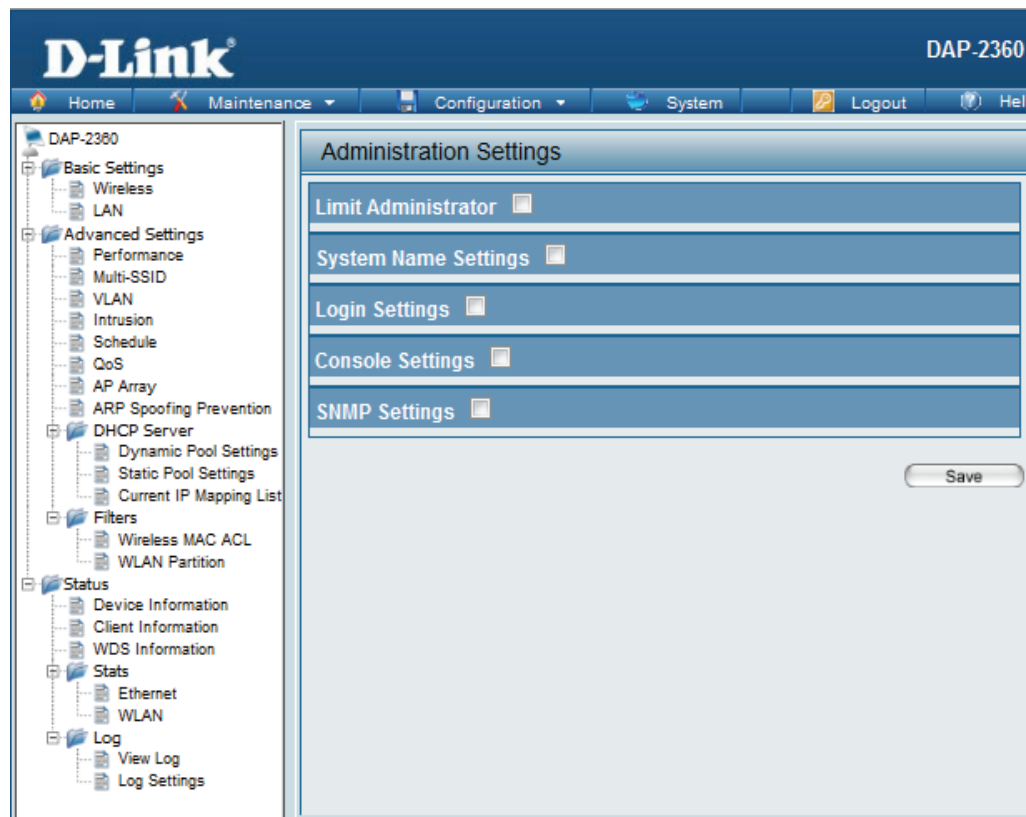 D-Link
DAP-2360
Home Maintenance Configuration System Logout Hel
DAP-2360
Basic Settings
Wireless
LAN
Advanced Settings
Performance
Multi-SSID
VLAN
Intrusion
Schedule
QoS
AP Array
ARP Spoofing Prevention
DHCP Server
Dynamic Pool Settings
Static Pool Settings
Current IP Mapping List
Filters
Wireless MAC ACL
WLAN Partition
Status
Device Information
Client Information
WDS Information
Stats
Ethernet
WLAN
Log
View Log
Log Settings
Administration Settings
Limit Administrator
System Name Settings
Login Settings
Console Settings
SNMP Settings
Save